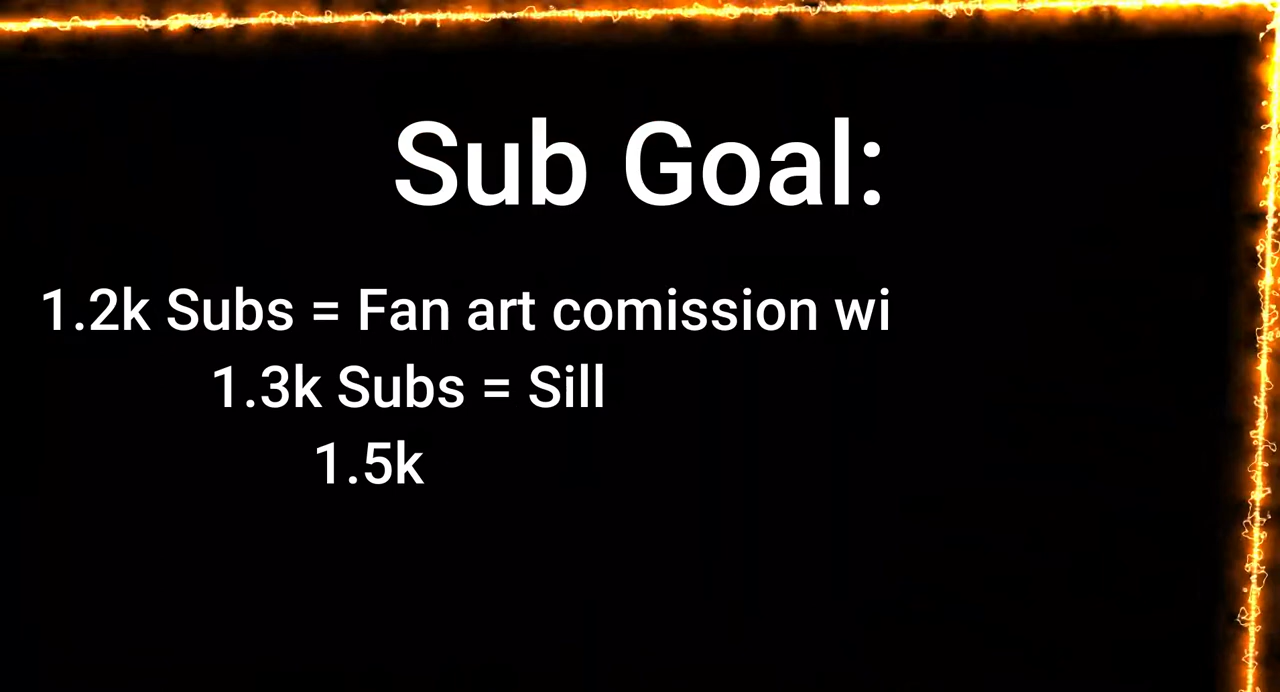 Sub Goal:
1.2k Subs = Fan art comission wi
1.3k Subs = Sill
1.5k